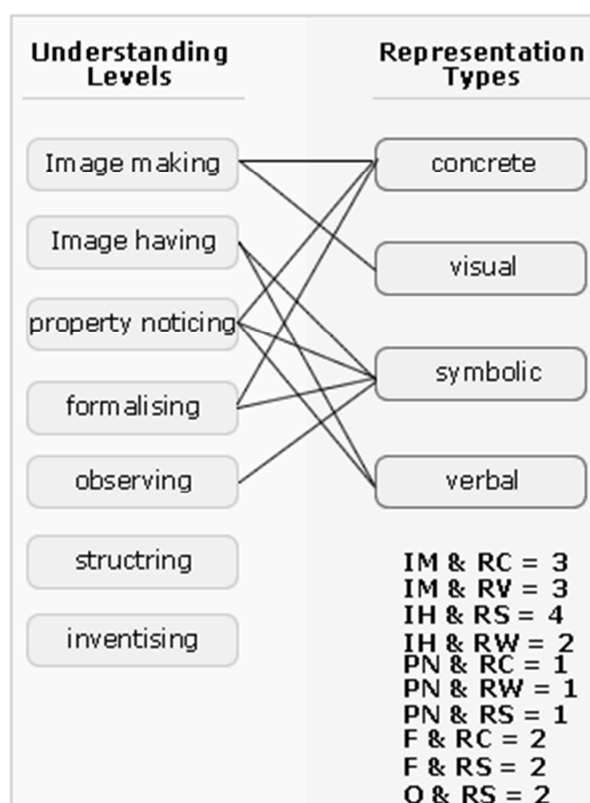 Understanding
Levels
Representation
Types
Image making
Image having
property noticing
formalising
observing
structring
inventising
concrete
visual
symbolic
verbal
IM & RC = 3
IM & RV = 3
IH & RS = 4
IH & RW = 2
PN & RC = 1
PN & RW = 1
PN & RS = 1
F & RC = 2
F & RS = 2
O & RS = 2